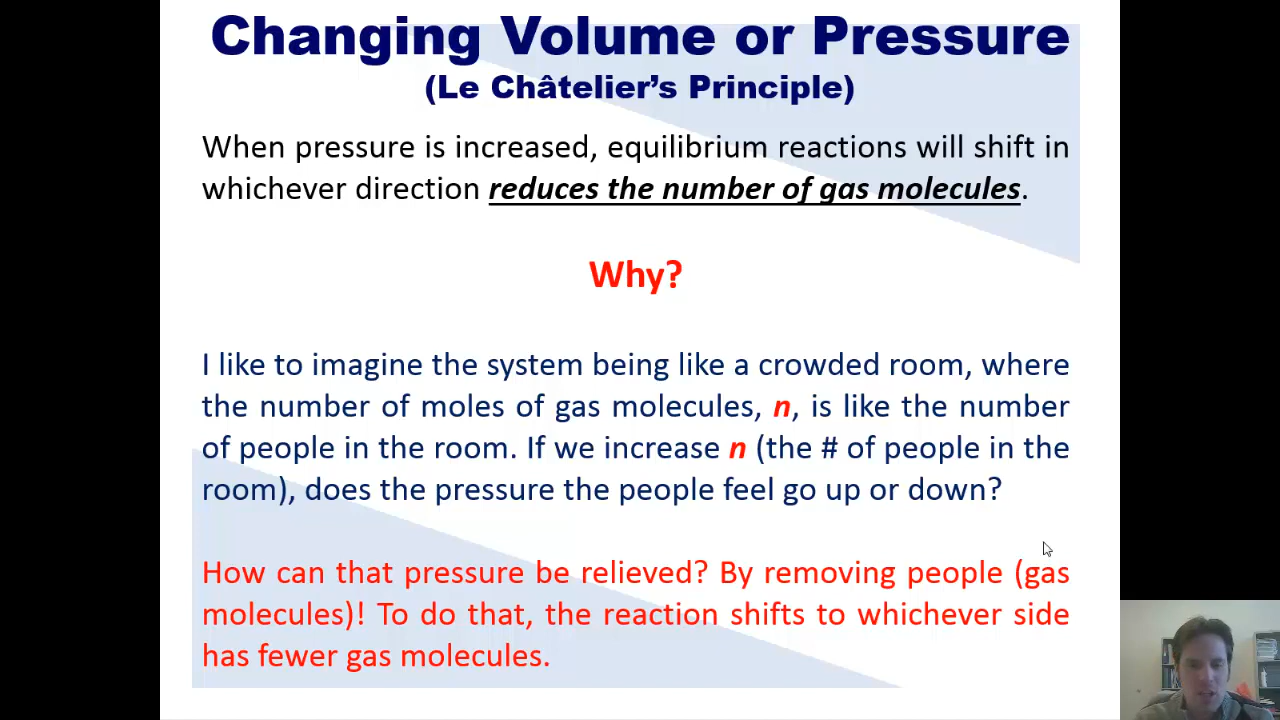 Changing Volume or Pressure
(Le Châtelier’s Principle)
When pressure is increased, equilibrium reactions will shift in
whichever direction reduces the number of gas molecules.
Why?
I like to imagine the system being like a crowded room, where
the number of moles of gas molecules, n, is like the number
of people in the room. If we increase n (the # of people in the
room), does the pressure the people feel go up or down?
How can that pressure be relieved? By removing people (gas
molecules)! To do that, the reaction shifts to whichever side
has fewer gas molecules.